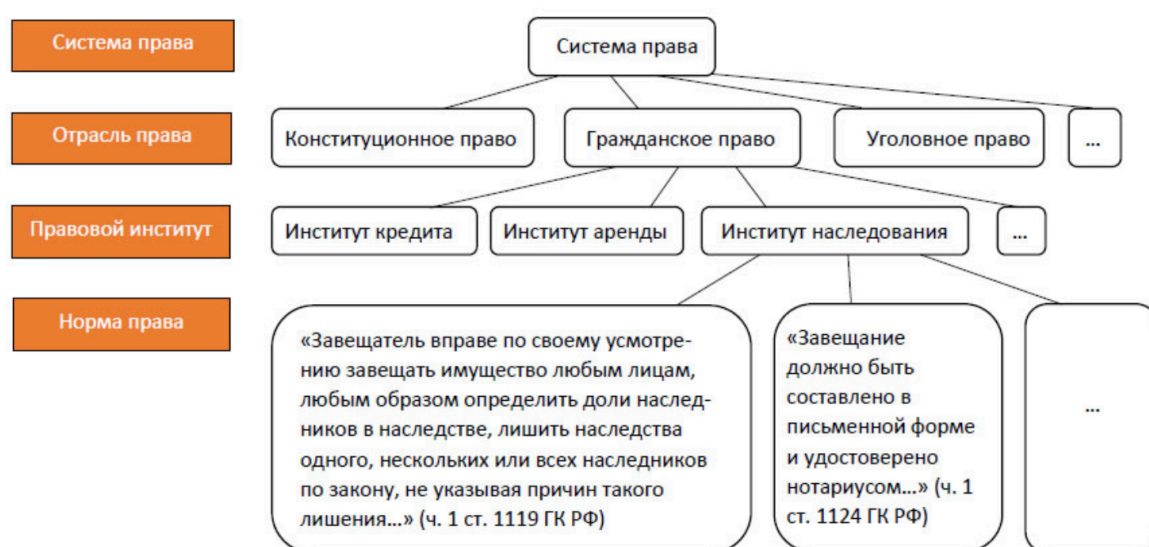 Система права
Система права
Отрасль права
Конституционное право
Гражданское право
Уголовное право
...
Правовой институт
Институт кредита
Институт аренды
Институт наследования
...
Норма права
«Завещатель вправе по своему усмотре-
нию завещать имущество любым лицам,
любым образом определить доли наслед-
ников в наследстве, лишить наследства
одного, нескольких или всех наследников
по закону, не указывая причин такого
лишения...» (ч. 1 ст. 1119 ГК РФ)
«Завещание
должно быть
составлено в
письменной форме
и удостоверено
нотариусом...» (ч. 1
ст. 1124 ГК РФ)
...